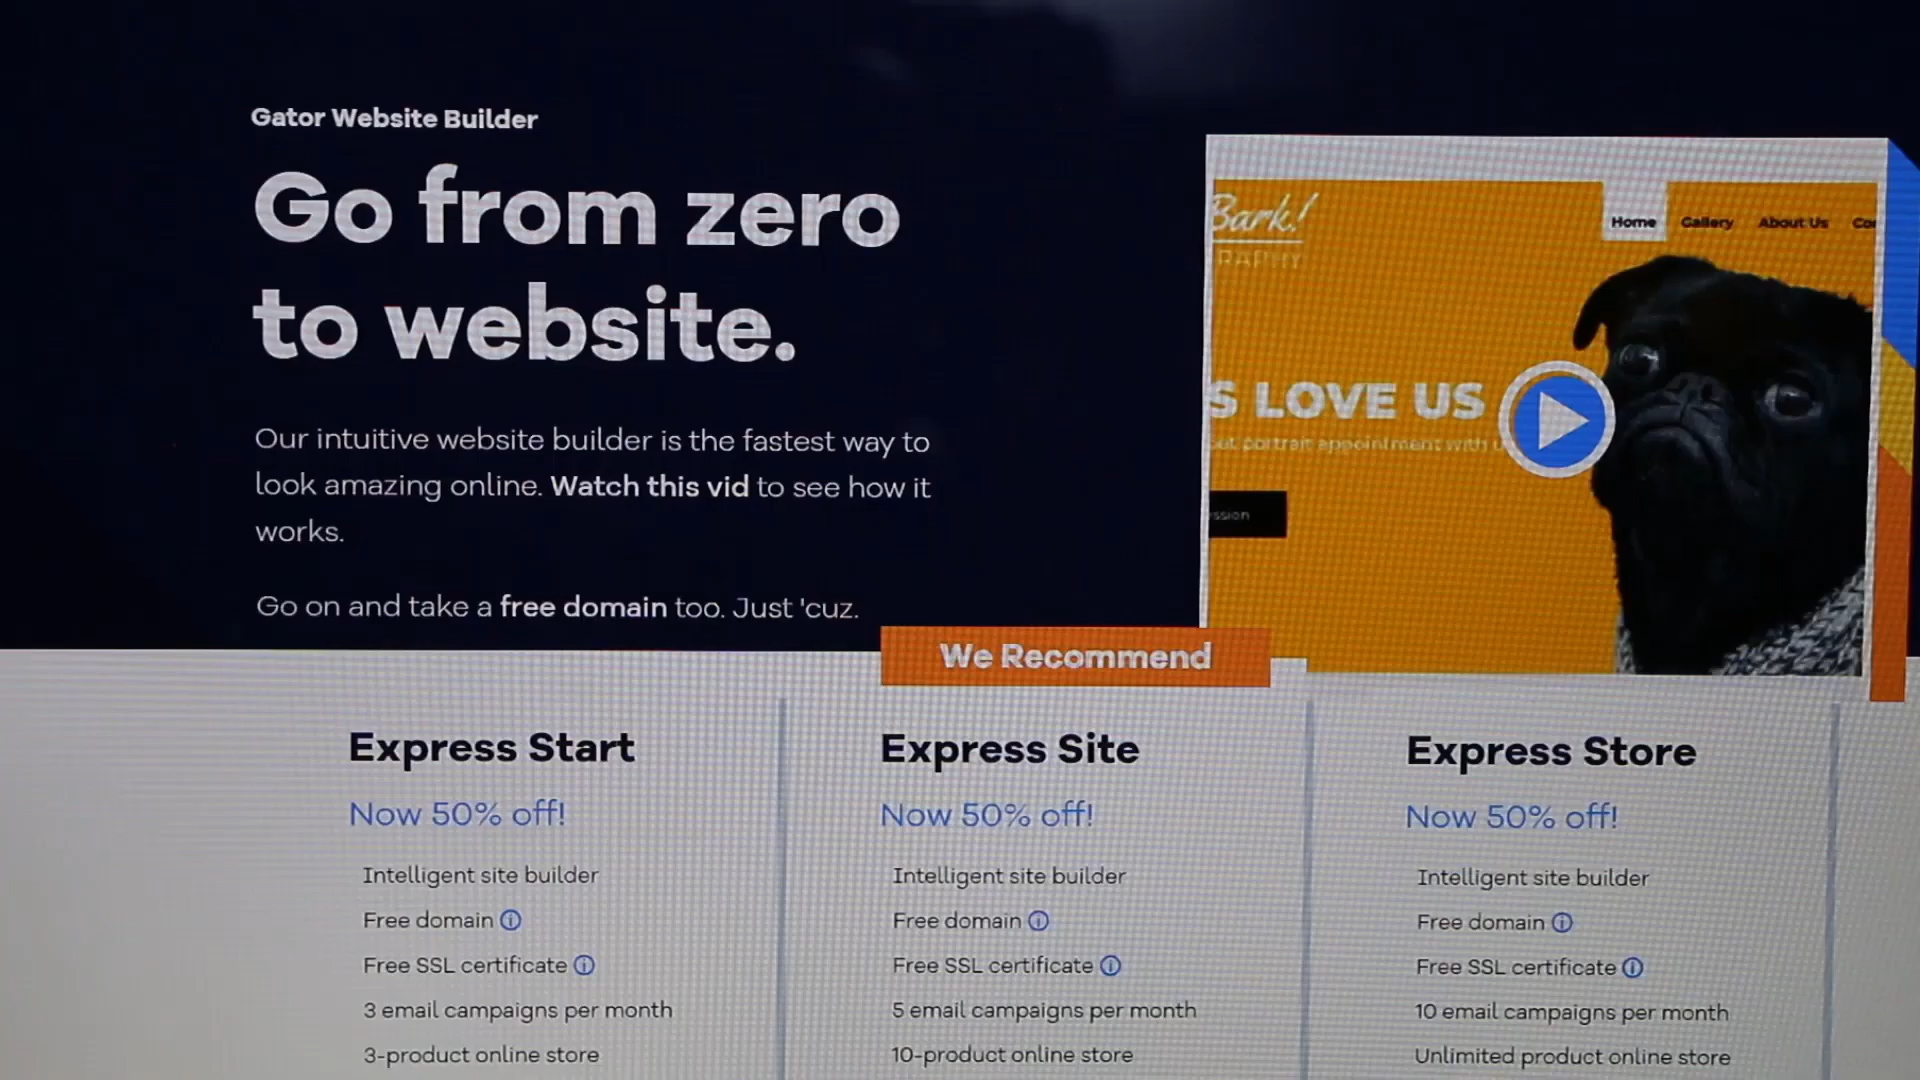 Gator Website Builder
Go from zero
to website.
Our intuitive website builder is the fastest way to
look amazing online. Watch this vid to see how it
works.
Go on and take a free domain too. Just 'cuz.
Bark!
RAPHY
Home Gallery About Us
S LOVE US
portrait appointment with
ssion
We Recommend
Express Start
Now 50% off!
Intelligent site builder
Free domain
Free SSL certificate
3 email campaigns per month
3-product online store
Express Site
Now 50% off!
Intelligent site builder
Free domain
Free SSL certificate
5 email campaigns per month
10-product online store
Express Store
Now 50% off!
Intelligent site builder
Free domain
Free SSL certificate
10 email campaigns per month
Unlimited product online store